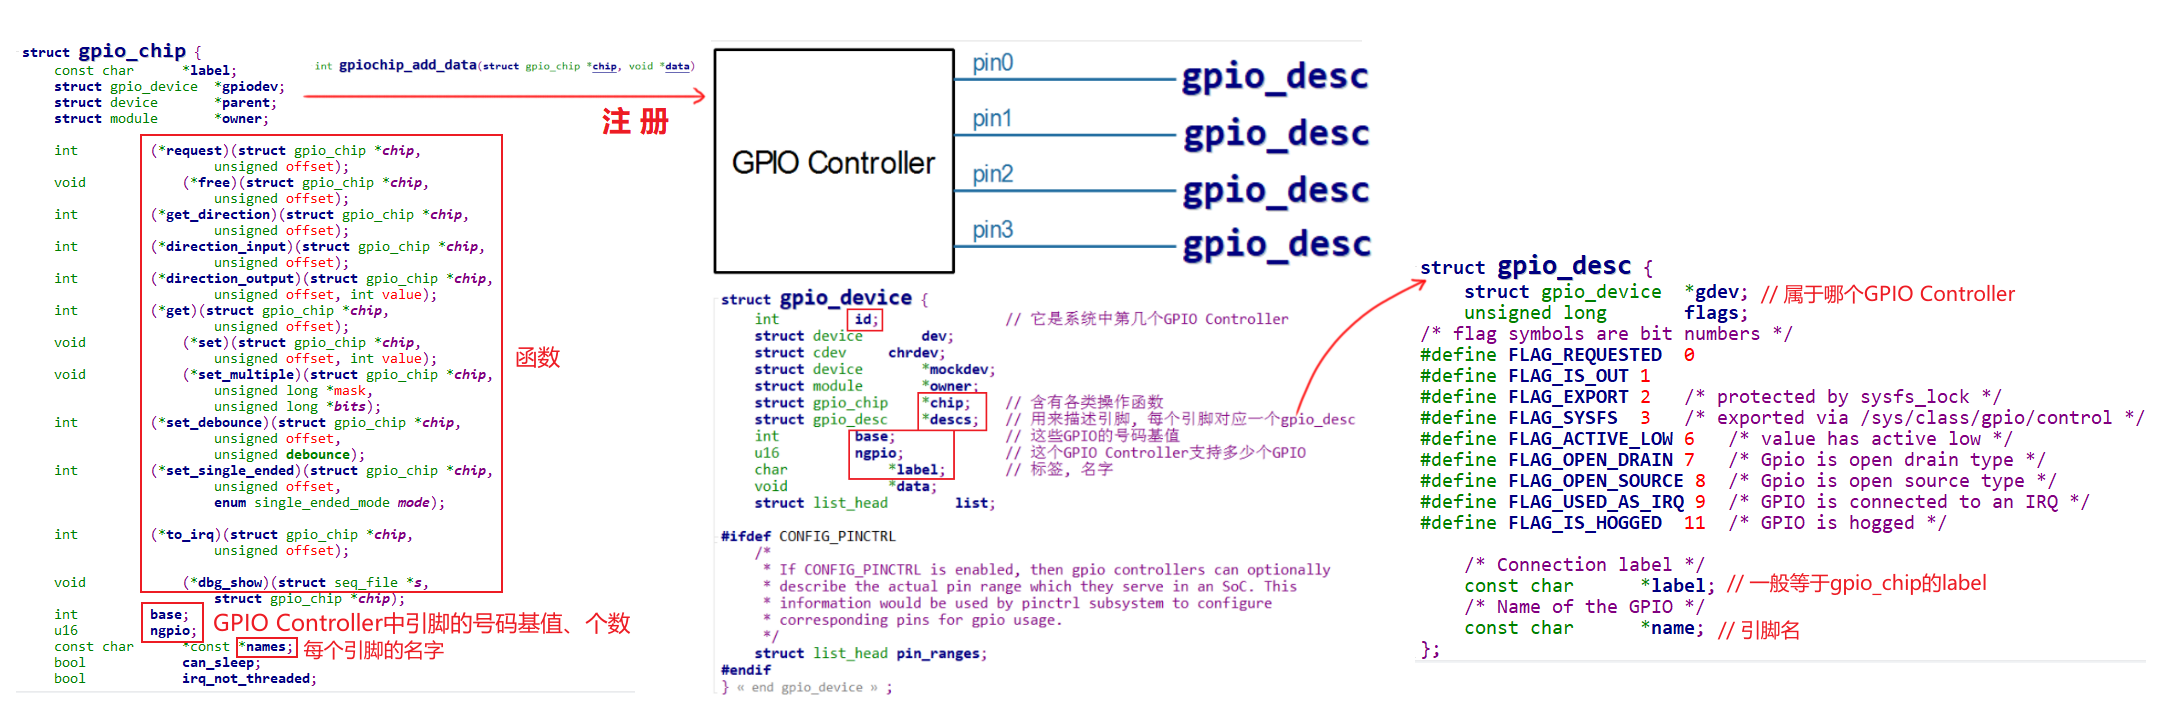 struct gpio_chip {
const char *label;
struct gpio_device *gpiodev;
struct device *parent;
struct module *owner;
int (*request)(struct gpio_chip *chip,
unsigned offset);
void (*free)(struct gpio_chip *chip,
unsigned offset);
int (*get_direction)(struct gpio_chip *chip,
unsigned offset);
int (*direction_input)(struct gpio_chip *chip,
unsigned offset);
int (*direction_output)(struct gpio_chip *chip,
unsigned offset, int value);
int (*get)(struct gpio_chip *chip,
unsigned offset);
void (*set)(struct gpio_chip *chip,
unsigned offset, int value);
void (*set_multiple)(struct gpio_chip *chip,
unsigned long *mask,
unsigned long *bits);
int (*set_debounce)(struct gpio_chip *chip,
unsigned offset,
unsigned debounce);
int (*set_single_ended)(struct gpio_chip *chip,
unsigned offset,
enum single_ended_mode mode);
int (*to_irq)(struct gpio_chip *chip,
unsigned offset);
void (*dbg_show)(struct seq_file *s,
struct gpio_chip *chip);
int base;
u16 ngpio;
const char *const *names;
bool can_sleep;
bool irq_not_threaded;
函数
GPIO Controller中引脚的号码基值、个数
每个引脚的名字
int gpiochip_add_data(struct gpio_chip *chip, void *data)
注 册
GPIO Controller
pin0 gpio_desc
pin1 gpio_desc
pin2 gpio_desc
pin3 gpio_desc
struct gpio_device {
int id; // 它是系统中第几个GPIO Controller
struct device dev;
struct cdev chrdev;
struct device *mockdev;
struct module *owner;
struct gpio_chip *chip; // 含有各类操作函数
struct gpio_desc *descs; // 用来描述引脚, 每个引脚对应一个gpio_desc
int base; // 这些GPIO的号码基值
u16 ngpio; // 这个GPIO Controller支持多少个GPIO
char *label; // 标签, 名字
void *data;
struct list_head list;
#ifdef CONFIG_PINCTRL
/*
* If CONFIG_PINCTRL is enabled, then gpio controllers can optionally
* describe the actual pin range which they serve in an SoC. This
* information would be used by pinctrl subsystem to configure
* corresponding pins for gpio usage.
*/
struct list_head pin_ranges;
#endif
} « end gpio_device » ;
struct gpio_desc {
struct gpio_device *gdev; // 属于哪个GPIO Controller
unsigned long flags;
/* flag symbols are bit numbers */
#define FLAG_REQUESTED 0
#define FLAG_IS_OUT 1
#define FLAG_EXPORT 2 /* protected by sysfs_lock */
#define FLAG_SYSFS 3 /* exported via /sys/class/gpio/control */
#define FLAG_ACTIVE_LOW 6 /* value has active low */
#define FLAG_OPEN_DRAIN 7 /* Gpio is open drain type */
#define FLAG_OPEN_SOURCE 8 /* Gpio is open source type */
#define FLAG_USED_AS_IRQ 9 /* GPIO is connected to an IRQ */
#define FLAG_IS_HOGGED 11 /* GPIO is hogged */
/* Connection label */
const char *label; // 一般等于gpio_chip的label
/* Name of the GPIO */
const char *name; // 引脚名
};